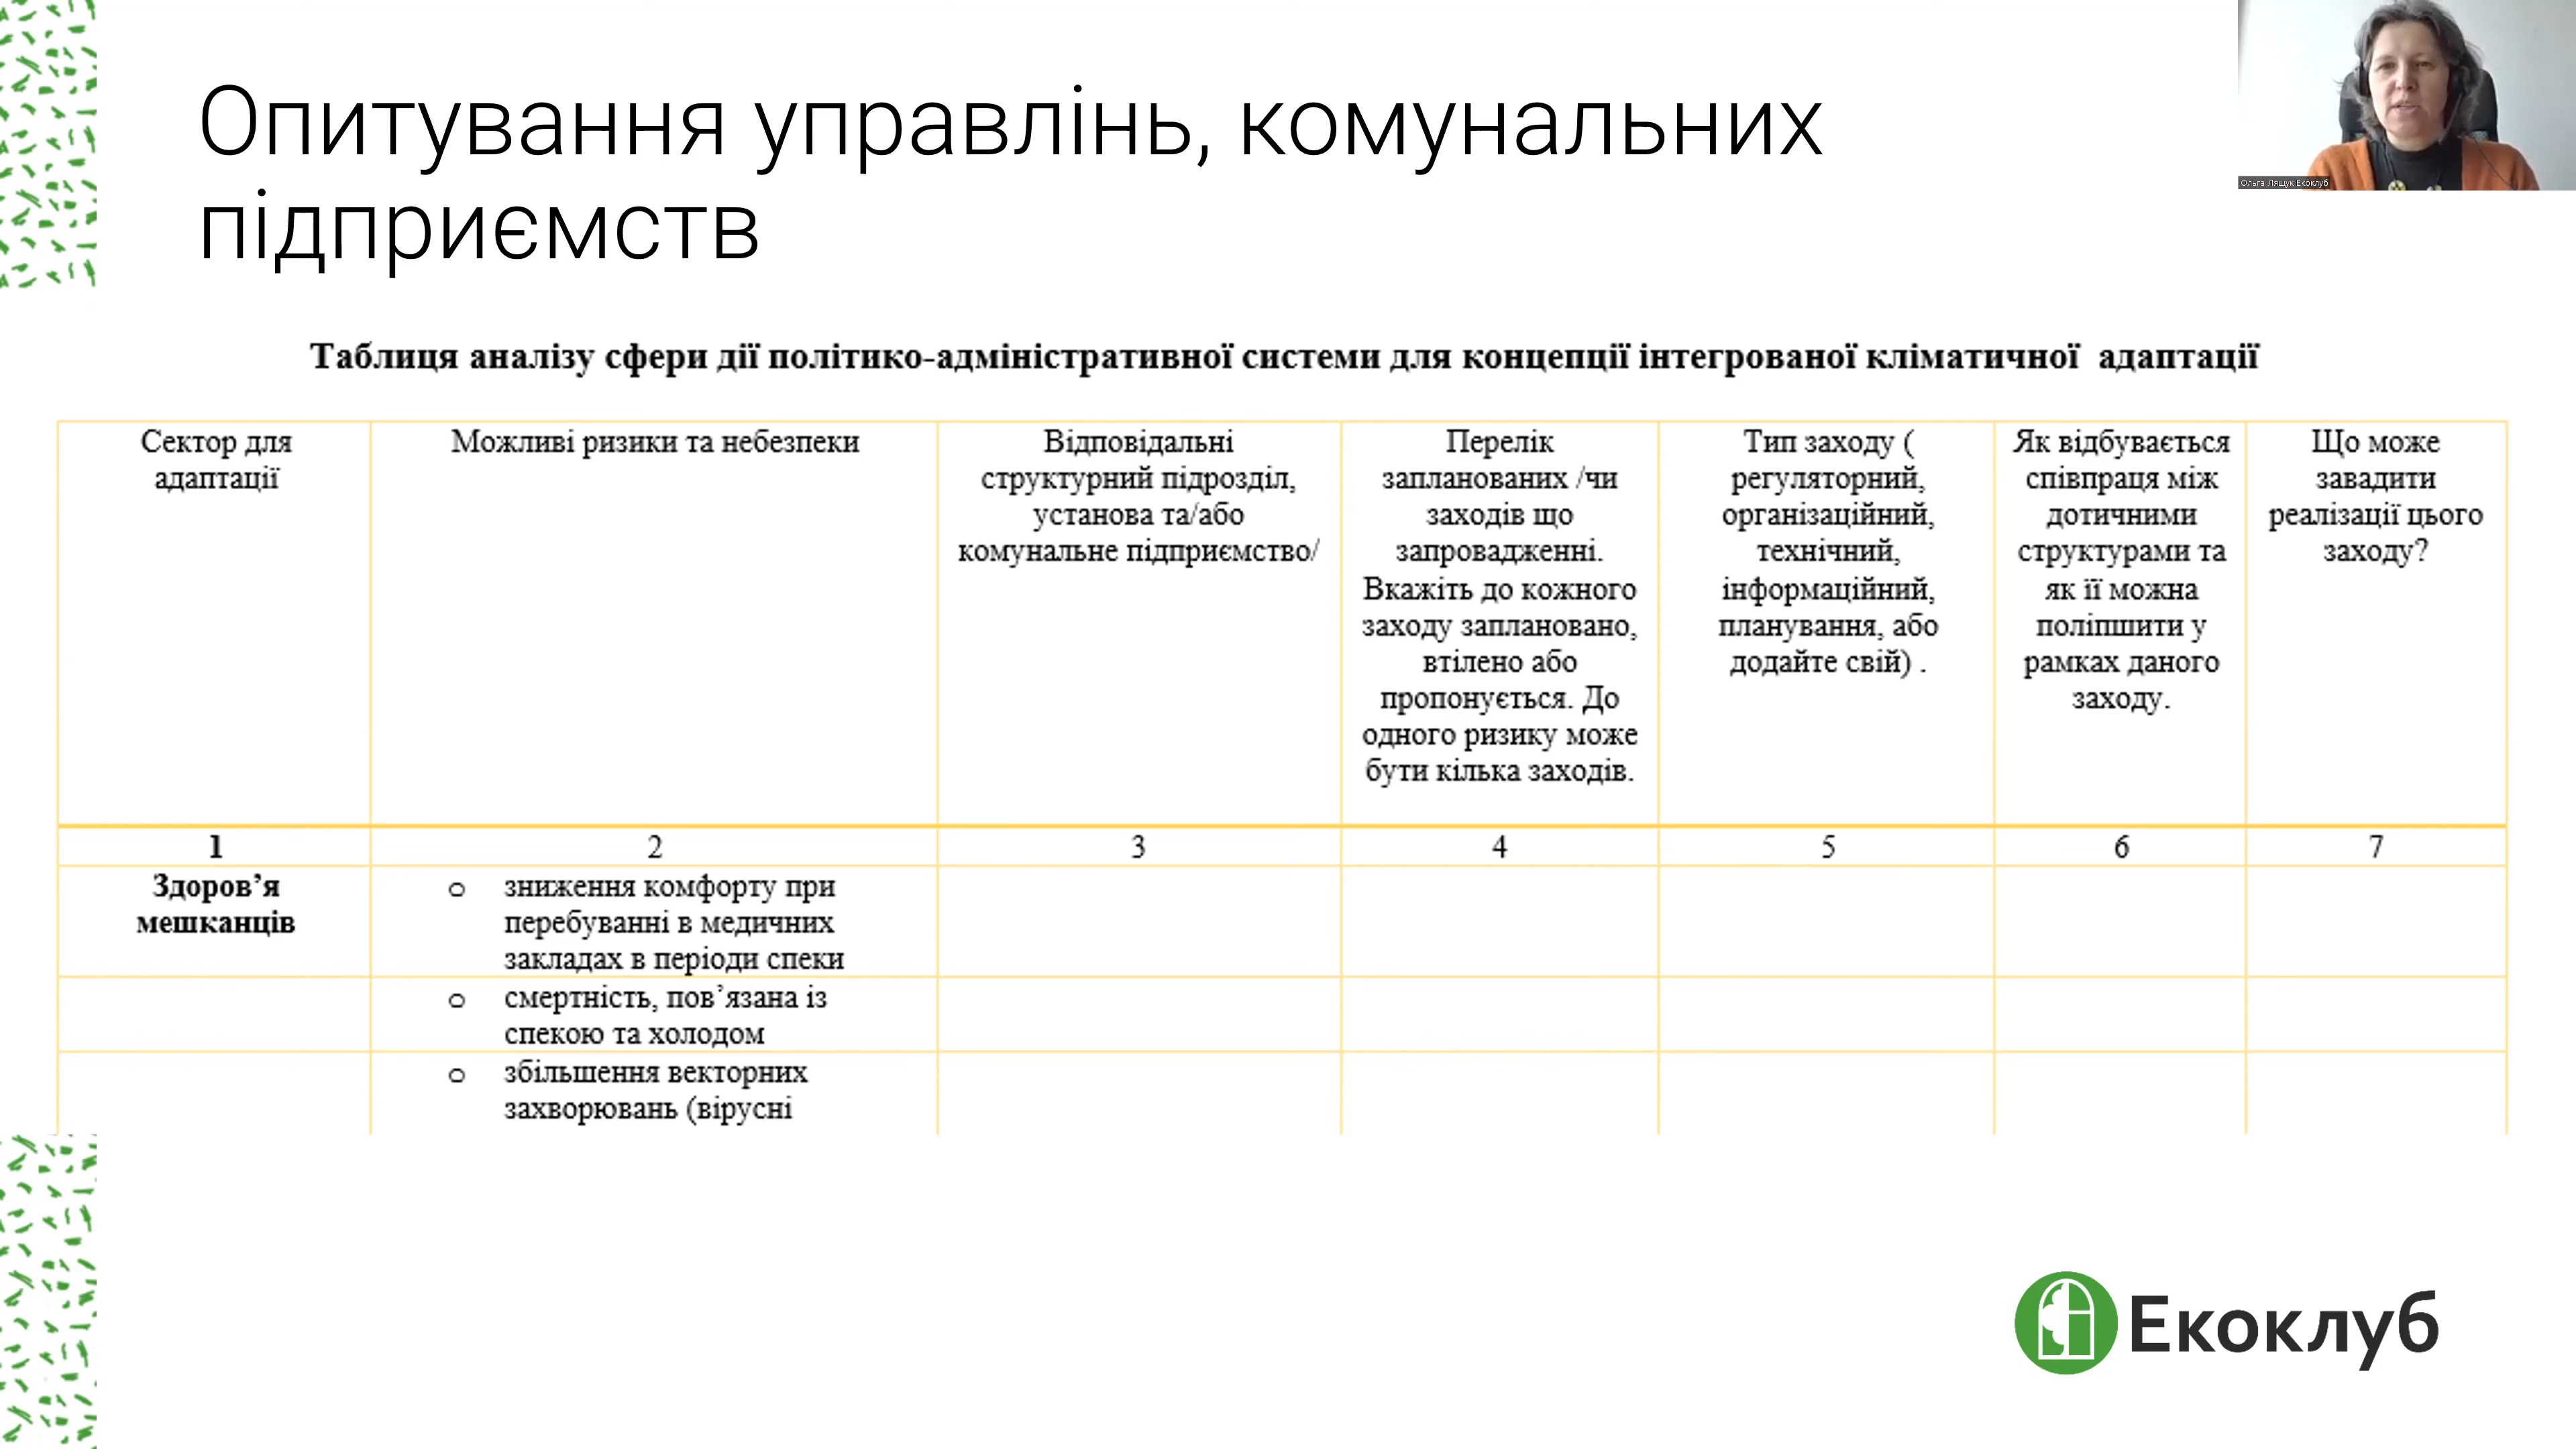 Опитування управлінь, комунальних
підприємств
Ольга Лящук Екоклуб
Таблиця аналізу сфери дії політико-адміністративної системи для концепції інтегрованої кліматичної адаптації
Сектор для
адаптації
Можливі ризики та небезпеки
Відповідальні
структурний підрозділ,
установа та/або
комунальне підприємство/
Перелік
запланованих /чи
заходів що
запровадженні.
Вкажіть до кожного
заходу заплановано,
втілено або
пропонується. До
одного ризику може
бути кілька заходів.
Тип заходу (
регуляторний,
організаційний,
технічний,
інформаційний,
планування, або
додайте свій) .
Як відбувається
співпраця між
дотичними
структурами та
як її можна
поліпшити у
рамках даного
заходу.
Що може
завадити
реалізації цього
заходу?
1 2 3 4 5 6 7
Здоров’я
мешканців
o зниження комфорту при
перебуванні в медичних
закладах в періоди спеки
o смертність, пов’язана із
спекою та холодом
o збільшення векторних
захворювань (вірусні
Екоклуб